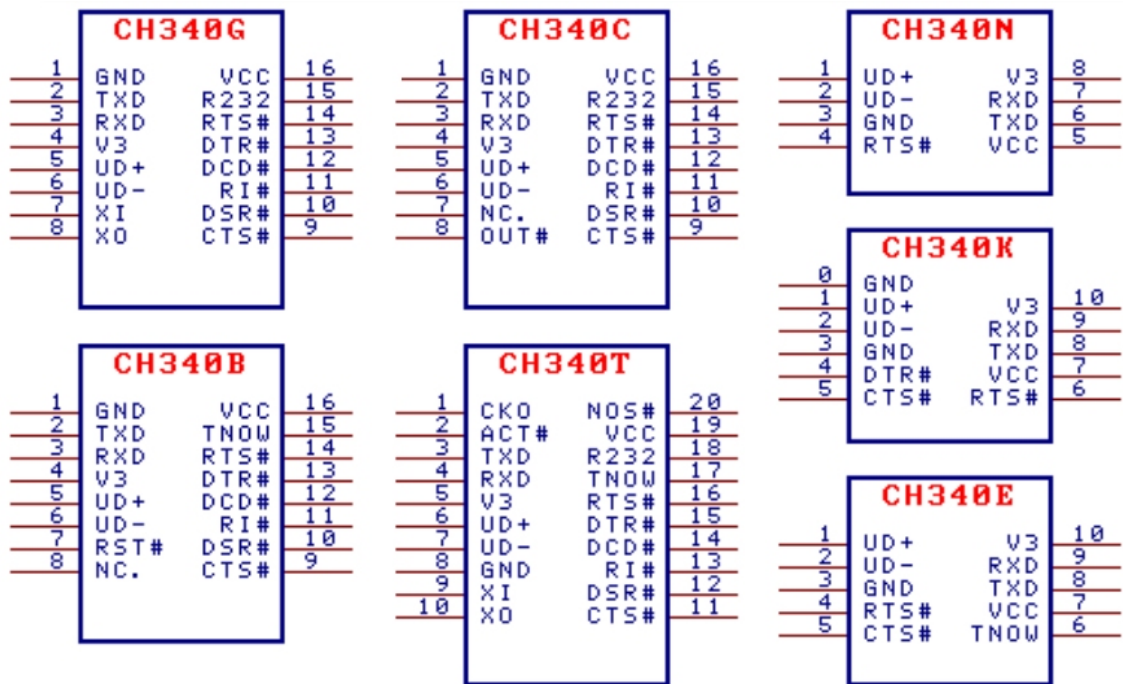 CH340G
1 GND VCC 16
2 TXD R232 15
3 RXD RTS# 14
4 V3 DTR# 13
5 UD+ DCD# 12
6 UD- RI# 11
7 XI DSR# 10
8 XO CTS# 9
CH340C
1 GND VCC 16
2 TXD R232 15
3 RXD RTS# 14
4 V3 DTR# 13
5 UD+ DCD# 12
6 UD- RI# 11
7 NC. DSR# 10
8 OUT# CTS# 9
CH340N
1 UD+ V3 8
2 UD- RXD 7
3 GND TXD 6
4 RTS# VCC 5
CH340K
0 GND
1 UD+ V3 10
2 UD- RXD 9
3 GND TXD 8
4 DTR# VCC 7
5 CTS# RTS# 6
CH340B
1 GND VCC 16
2 TXD TNOW 15
3 RXD RTS# 14
4 V3 DTR# 13
5 UD+ DCD# 12
6 UD- RI# 11
7 RST# DSR# 10
8 NC. CTS# 9
CH340T
1 CKO NOS# 20
2 ACT# VCC 19
3 TXD R232 18
4 RXD TNOW 17
5 V3 RTS# 16
6 UD+ DTR# 15
7 UD- DCD# 14
8 GND RI# 13
9 XI DSR# 12
10 XO CTS# 11
CH340E
1 UD+ V3 10
2 UD- RXD 9
3 GND TXD 8
4 RTS# VCC 7
5 CTS# TNOW 6